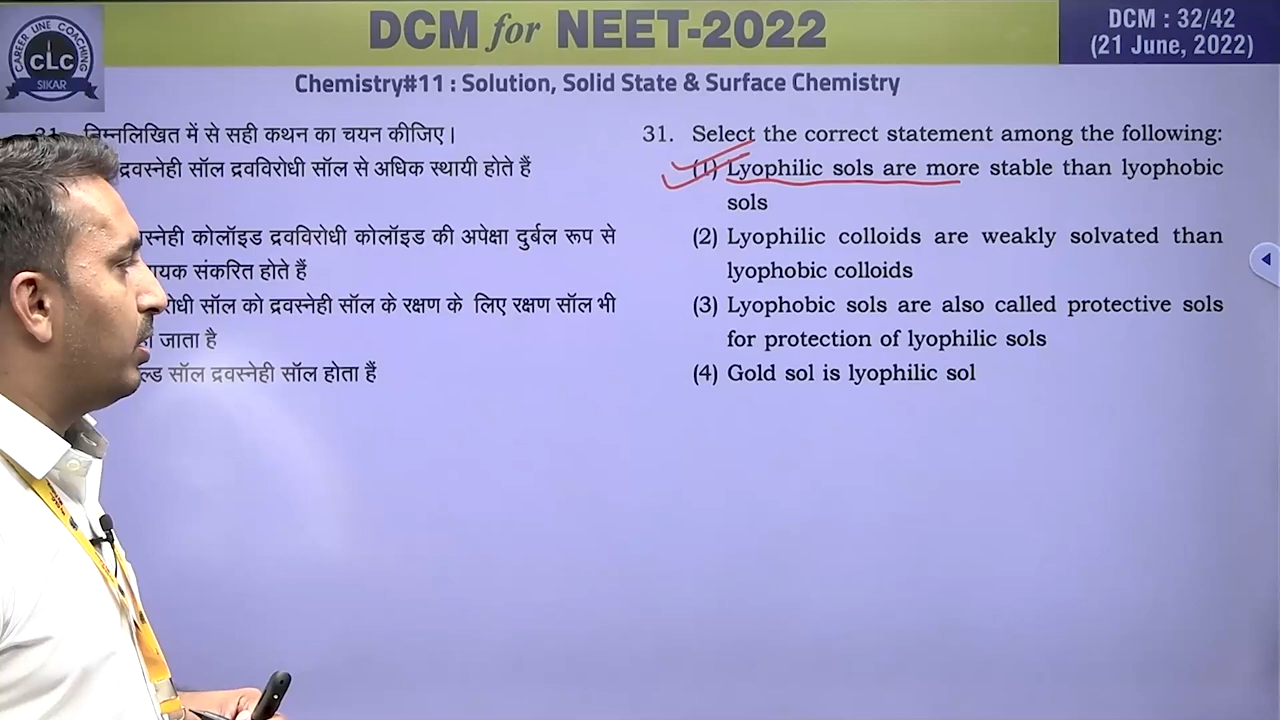 DCM for NEET-2022
DCM : 32/42
(21 June, 2022)
CAREER LINE COACHING
CLC
SIKAR
Chemistry#11 : Solution, Solid State & Surface Chemistry
31. निम्नलिखित में से सही कथन का चयन कीजिए।
द्रवस्नेही सॉल द्रवविरोधी सॉल से अधिक स्थायी होते हैं
कोलॉइड द्रवविरोधी कोलॉइड की अपेक्षा दुर्बल रूप से
संकरित होते हैं
सॉल को द्रवस्नेही सॉल के रक्षण के लिए रक्षण सॉल भी
जाता है
सॉल द्रवस्नेही सॉल होता हैं
31. Select the correct statement among the following:
(1) Lyophilic sols are more stable than lyophobic
sols
(2) Lyophilic colloids are weakly solvated than
lyophobic colloids
(3) Lyophobic sols are also called protective sols
for protection of lyophilic sols
(4) Gold sol is lyophilic sol